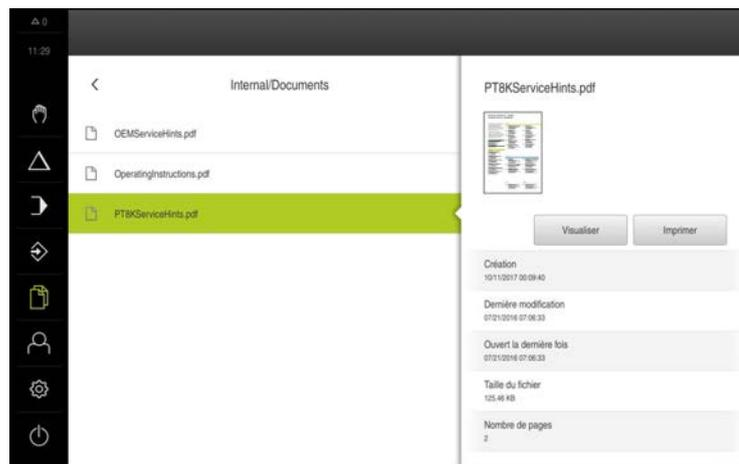 0
11:29
Internal/Documents
OEMServiceHints.pdf
OperatingInstructions.pdf
PT8KServiceHints.pdf
PT8KServiceHints.pdf
Visualiser
Imprimer
Création
10/11/2017 00:09:40
Dernière modification
07/21/2016 07:06:33
Ouvert la dernière fois
07/21/2016 07:06:33
Taille du fichier
125.46 KB
Nombre de pages
2